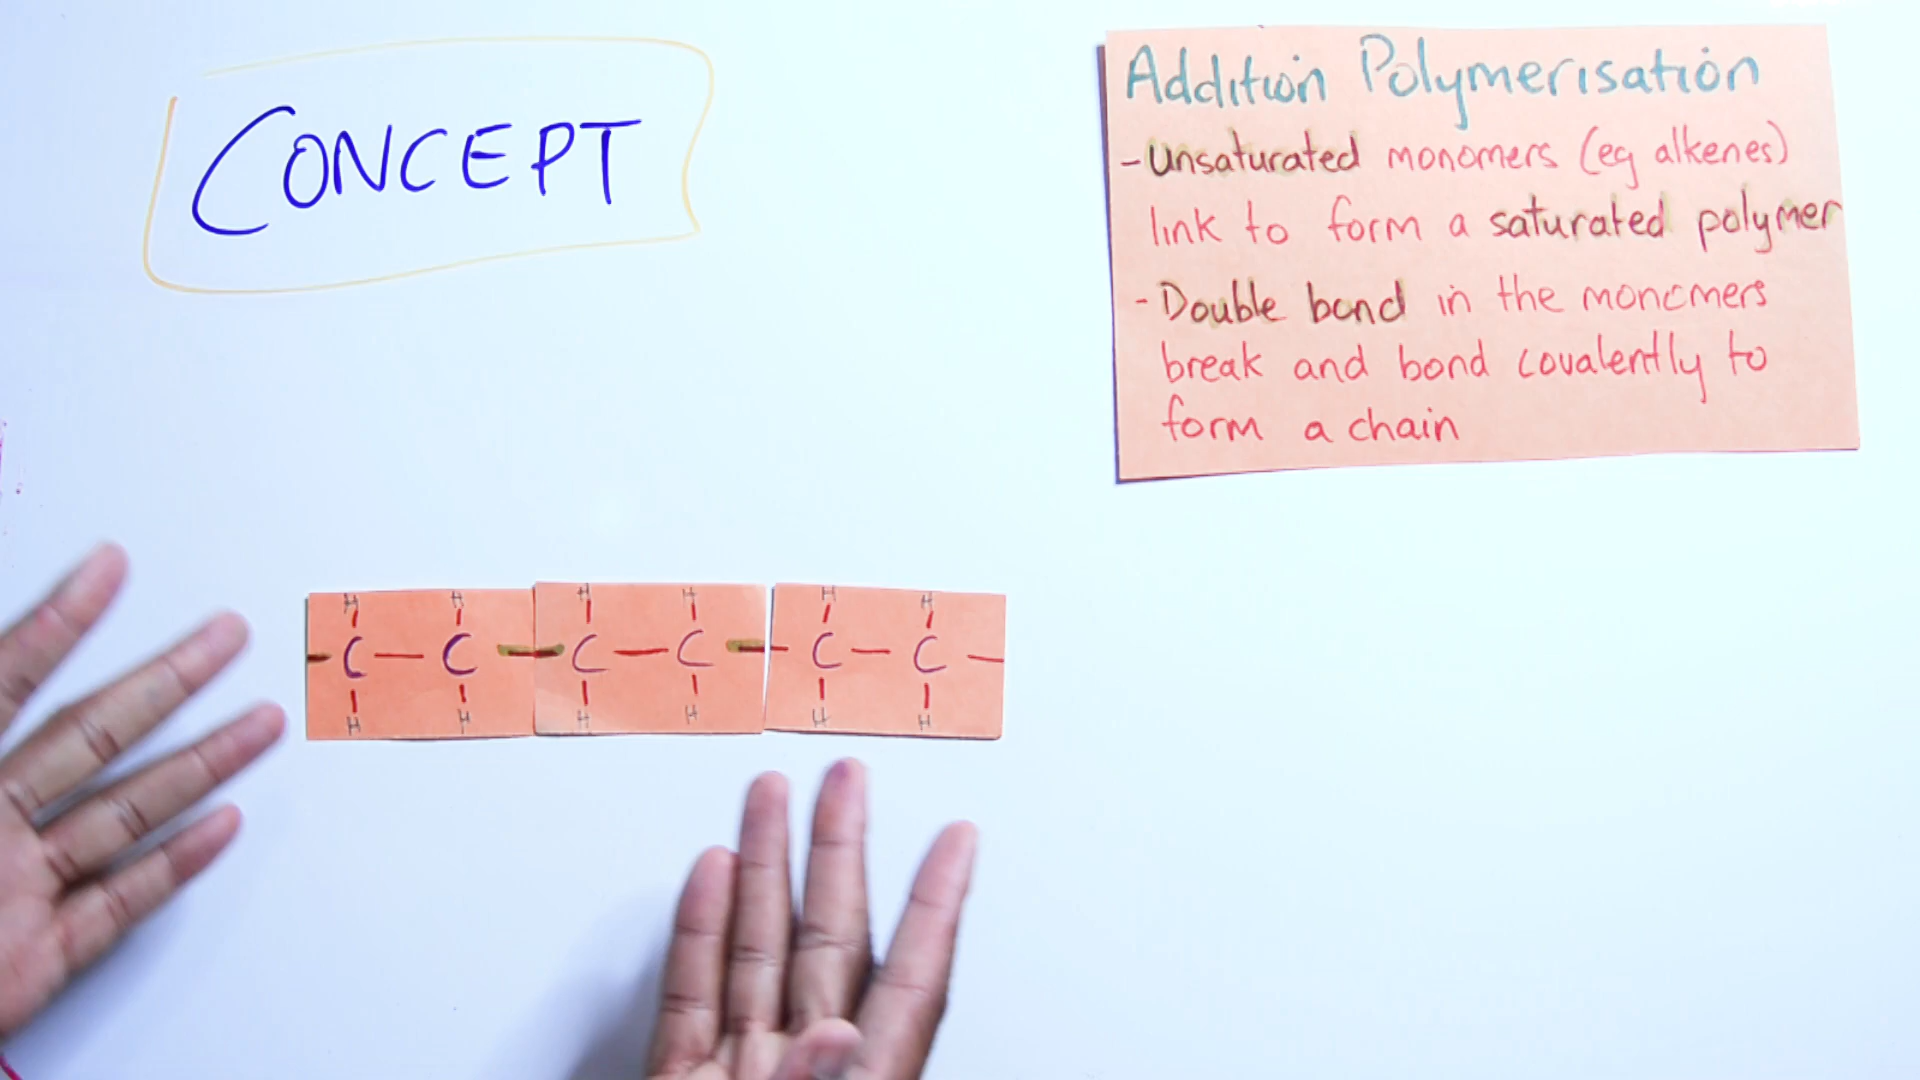 CONCEPT
Addition Polymerisation
- Unsaturated monomers (eg alkenes)
link to form a saturated polymer
- Double bond in the monomers
break and bond covalently to
form a chain
H H H H H H
- C - C - C - C - C - C -
H H H H H H